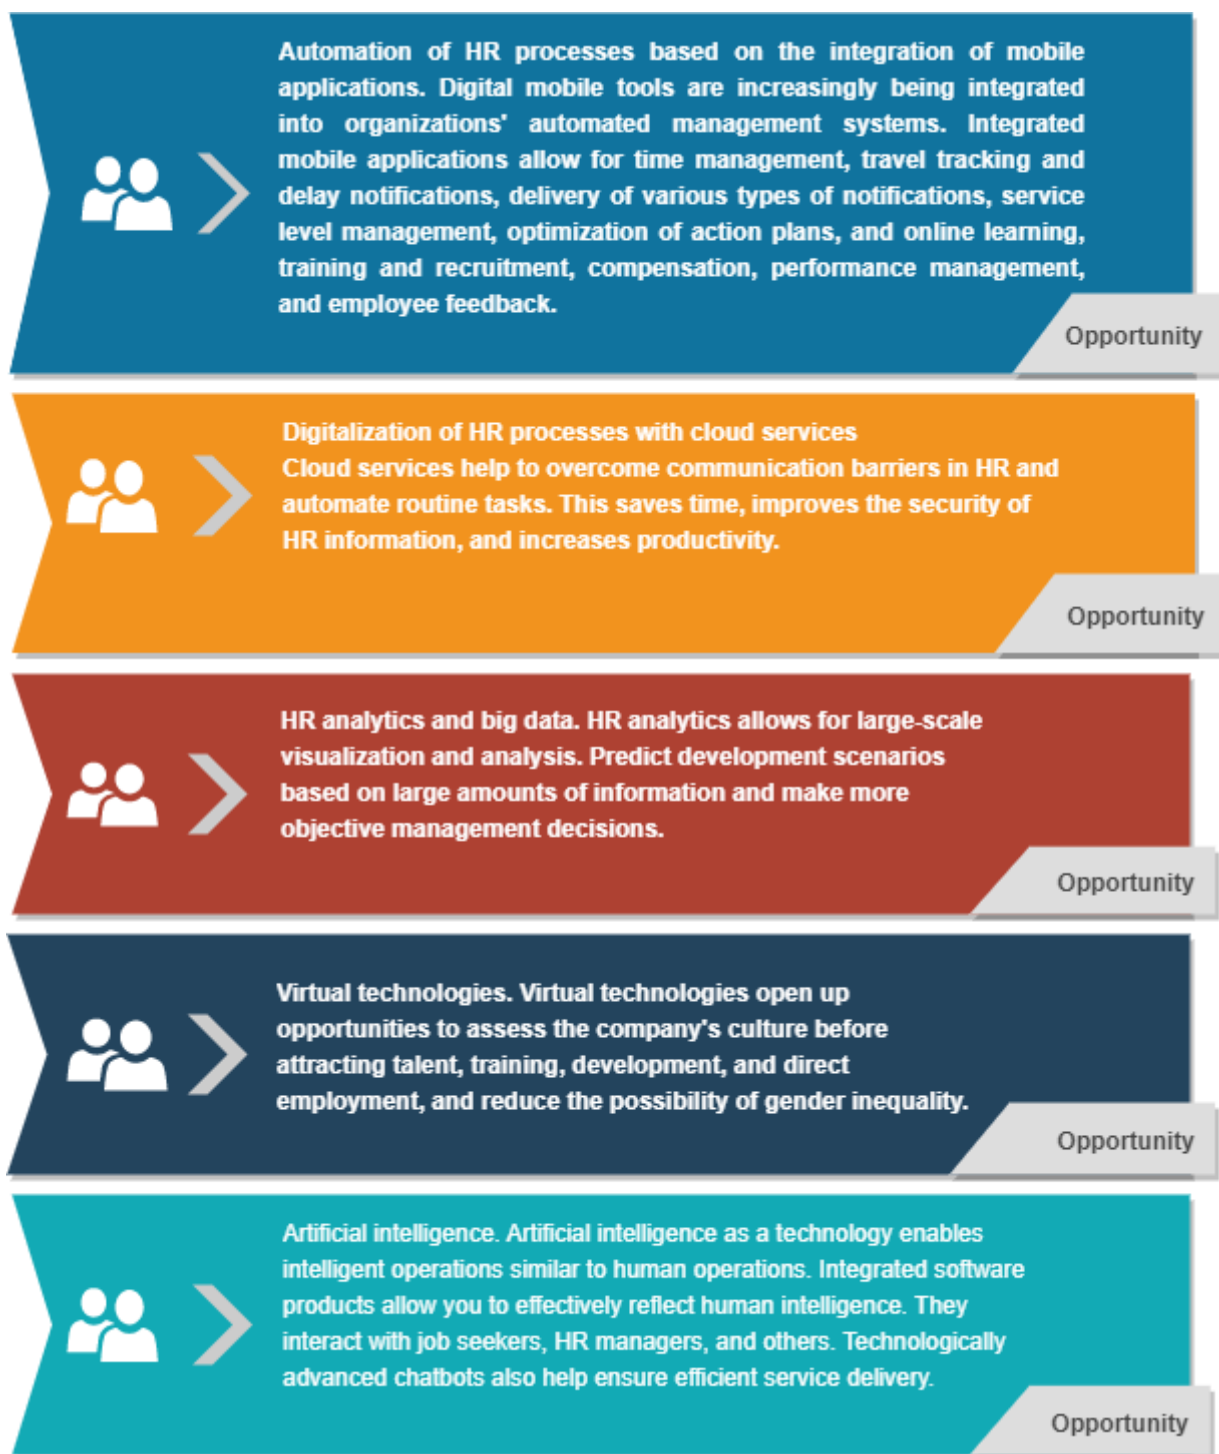 Automation of HR processes based on the integration of mobile
applications. Digital mobile tools are increasingly being integrated
into organizations' automated management systems. Integrated
mobile applications allow for time management, travel tracking and
delay notifications, delivery of various types of notifications, service
level management, optimization of action plans, and online learning,
training and recruitment, compensation, performance management,
and employee feedback.
Opportunity
Digitalization of HR processes with cloud services
Cloud services help to overcome communication barriers in HR and
automate routine tasks. This saves time, improves the security of
HR information, and increases productivity.
Opportunity
HR analytics and big data. HR analytics allows for large-scale
visualization and analysis. Predict development scenarios
based on large amounts of information and make more
objective management decisions.
Opportunity
Virtual technologies. Virtual technologies open up
opportunities to assess the company's culture before
attracting talent, training, development, and direct
employment, and reduce the possibility of gender inequality.
Opportunity
Artificial intelligence. Artificial intelligence as a technology enables
intelligent operations similar to human operations. Integrated software
products allow you to effectively reflect human intelligence. They
interact with job seekers, HR managers, and others. Technologically
advanced chatbots also help ensure efficient service delivery.
Opportunity